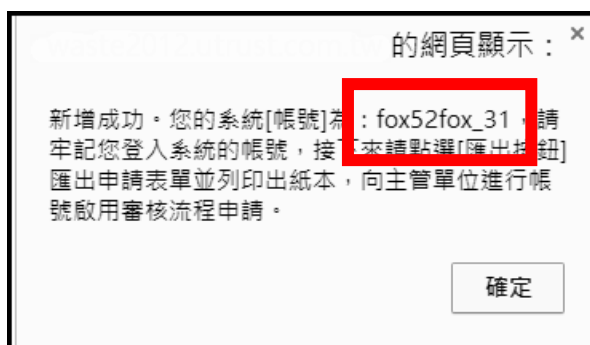 的網頁顯示：
新增成功。您的系統[帳號]為：fox52fox_31，請
牢記您登入系統的帳號，接下來請點選[匯出按鈕]
匯出申請表單並列印出紙本，向主管單位進行帳
號啟用審核流程申請。
確定